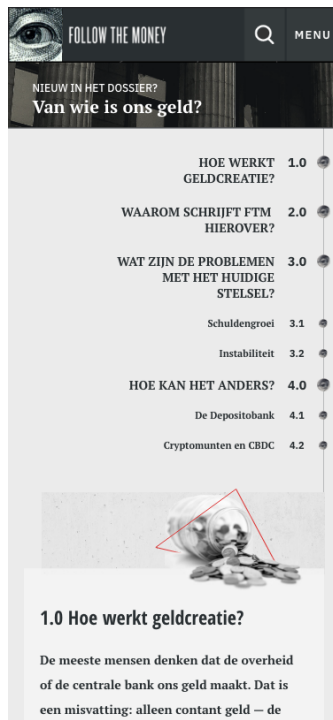 FOLLOW THE MONEY
MENU
NIEUW IN HET DOSSIER?
Van wie is ons geld?
HOE WERKT 1.0
GELDCREATIE?
WAAROM SCHRIJFT FTM 2.0
HIEROVER?
WAT ZIJN DE PROBLEMEN 3.0
MET HET HUIDIGE
STELSEL?
Schuldengroei 3.1
Instabiliteit 3.2
HOE KAN HET ANDERS? 4.0
De Depositobank 4.1
Cryptomunten en CBDC 4.2
1.0 Hoe werkt geldcreatie?
De meeste mensen denken dat de overheid
of de centrale bank ons geld maakt. Dat is
een misvatting: alleen contant geld — de